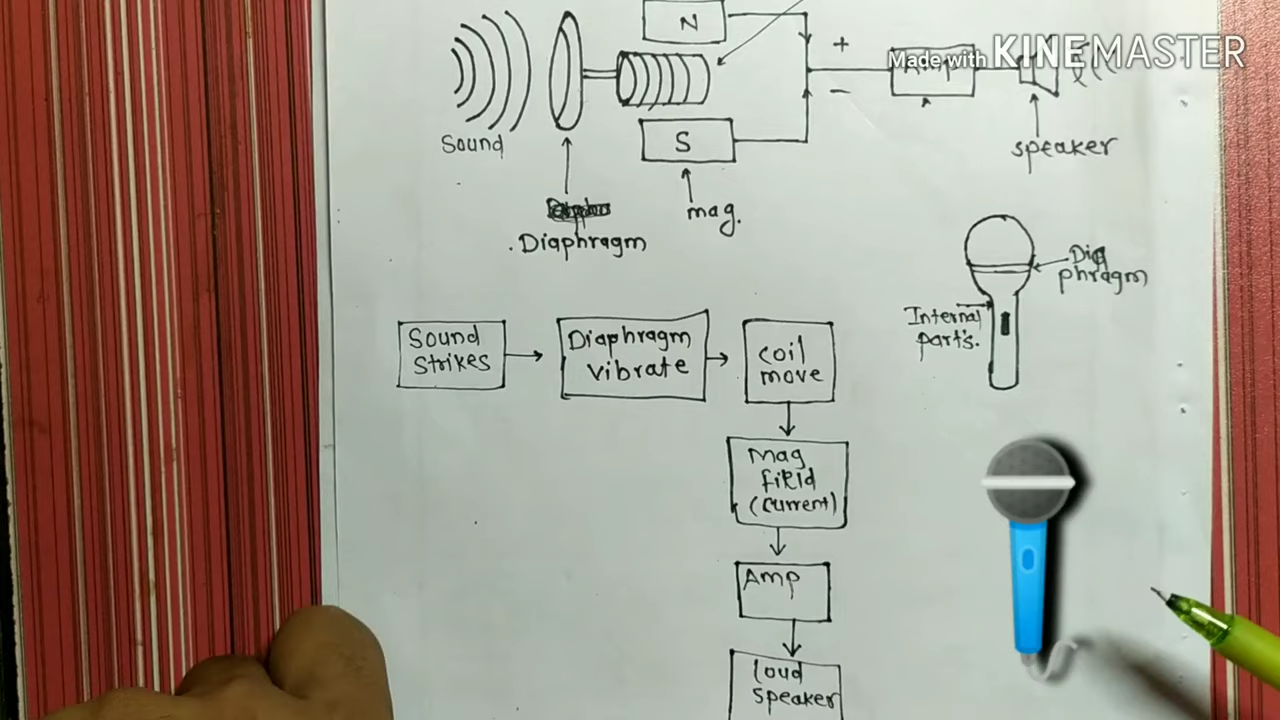 N
+
Made with KINEMASTER
–
S
Sound
speaker
mag.
Diaphragm
Dia
phragm
Internal
parts.
Sound
Strikes
Diaphragm
vibrate
Coil
move
Mag
field
(current)
Amp
Loud
speaker